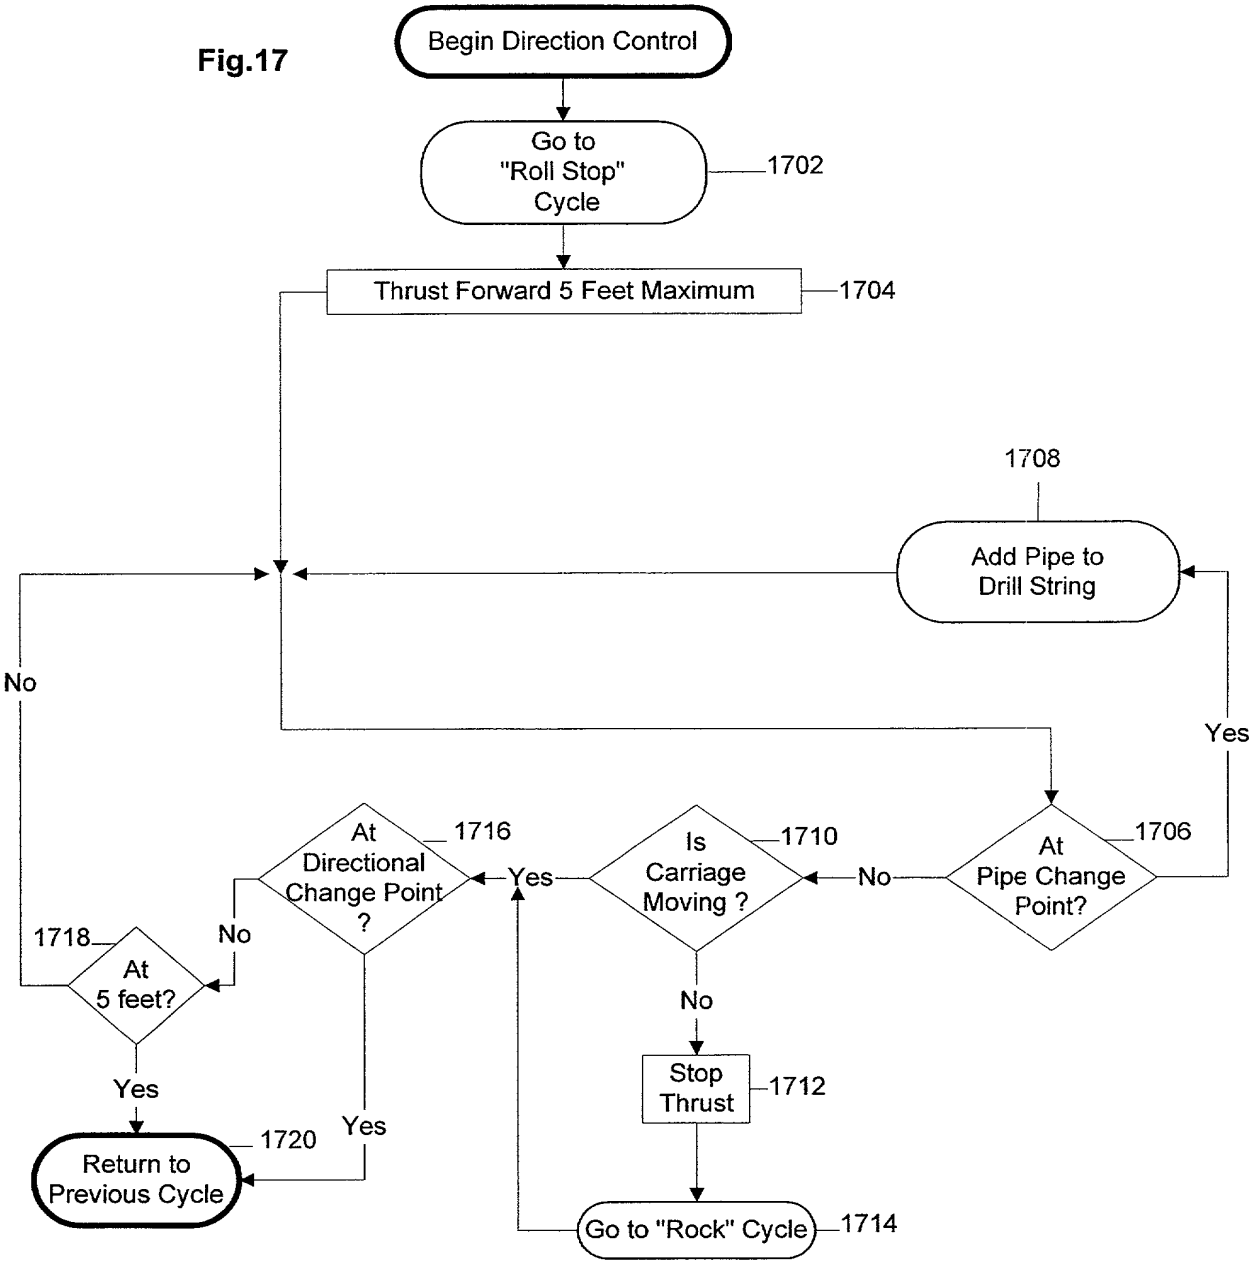 Fig.17
Begin Direction Control
Go to
"Roll Stop"
Cycle
1702
Thrust Forward 5 Feet Maximum
1704
1708
Add Pipe to
Drill String
No
Yes
At
Directional
Change Point
?
1716
Yes
Is
Carriage
Moving ?
1710
No
At
Pipe Change
Point?
1706
1718
At
5 feet?
No
No
Yes
Stop
Thrust
1712
Yes
1720
Return to
Previous Cycle
Go to "Rock" Cycle
1714